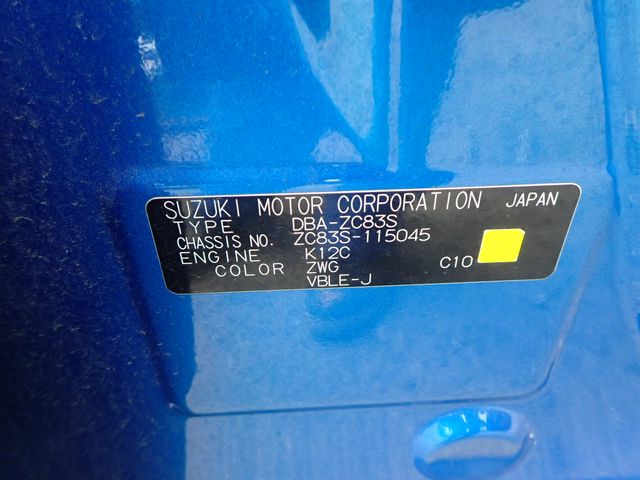 SUZUKI MOTOR CORPORATION JAPAN
TYPE DBA-ZC83S
CHASSIS NO. ZC83S-115045
ENGINE K12C
COLOR ZWG C10
VBLE-J